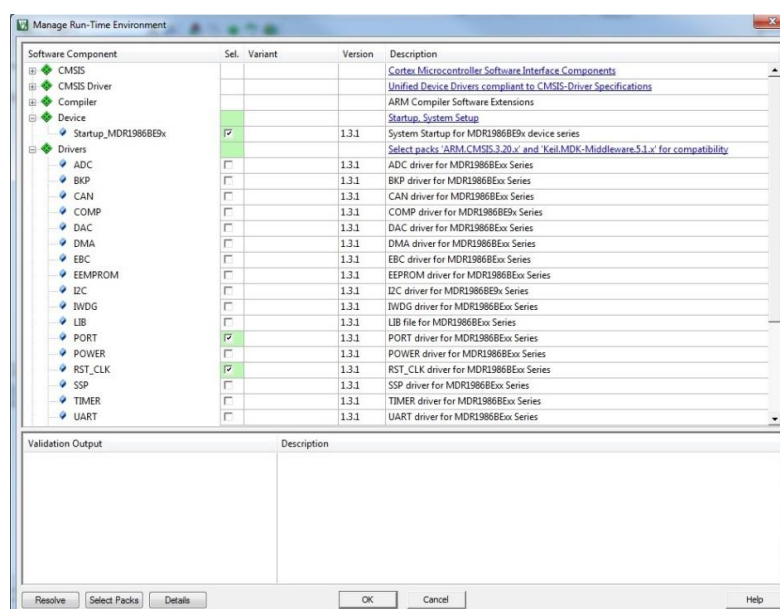 Manage Run-Time Environment
Software Component Sel. Variant Version Description
CMSIS Cortex Microcontroller Software Interface Components
CMSIS Driver Unified Device Drivers compliant to CMSIS-Driver Specifications
Compiler ARM Compiler Software Extensions
Device Startup, System Setup
Startup_MDR1986BE9x 1.3.1 System Startup for MDR1986BE9x device series
Drivers Select packs 'ARM.CMSIS.3.20.x' and 'Keil.MDK-Middleware.5.1.x' for compatibility
ADC 1.3.1 ADC driver for MDR1986BExx Series
BKP 1.3.1 BKP driver for MDR1986BExx Series
CAN 1.3.1 CAN driver for MDR1986BExx Series
COMP 1.3.1 COMP driver for MDR1986BE9x Series
DAC 1.3.1 DAC driver for MDR1986BExx Series
DMA 1.3.1 DMA driver for MDR1986BExx Series
EBC 1.3.1 EBC driver for MDR1986BExx Series
EEMPROM 1.3.1 EEPROM driver for MDR1986BExx Series
I2C 1.3.1 I2C driver for MDR1986BE9x Series
IWDG 1.3.1 IWDG driver for MDR1986BExx Series
LIB 1.3.1 LIB file for MDR1986BExx Series
PORT 1.3.1 PORT driver for MDR1986BExx Series
POWER 1.3.1 POWER driver for MDR1986BExx Series
RST_CLK 1.3.1 RST_CLK driver for MDR1986BExx Series
SSP 1.3.1 SSP driver for MDR1986BExx Series
TIMER 1.3.1 TIMER driver for MDR1986BExx Series
UART 1.3.1 UART driver for MDR1986BExx Series
Validation Output Description
Resolve Select Packs Details OK Cancel Help